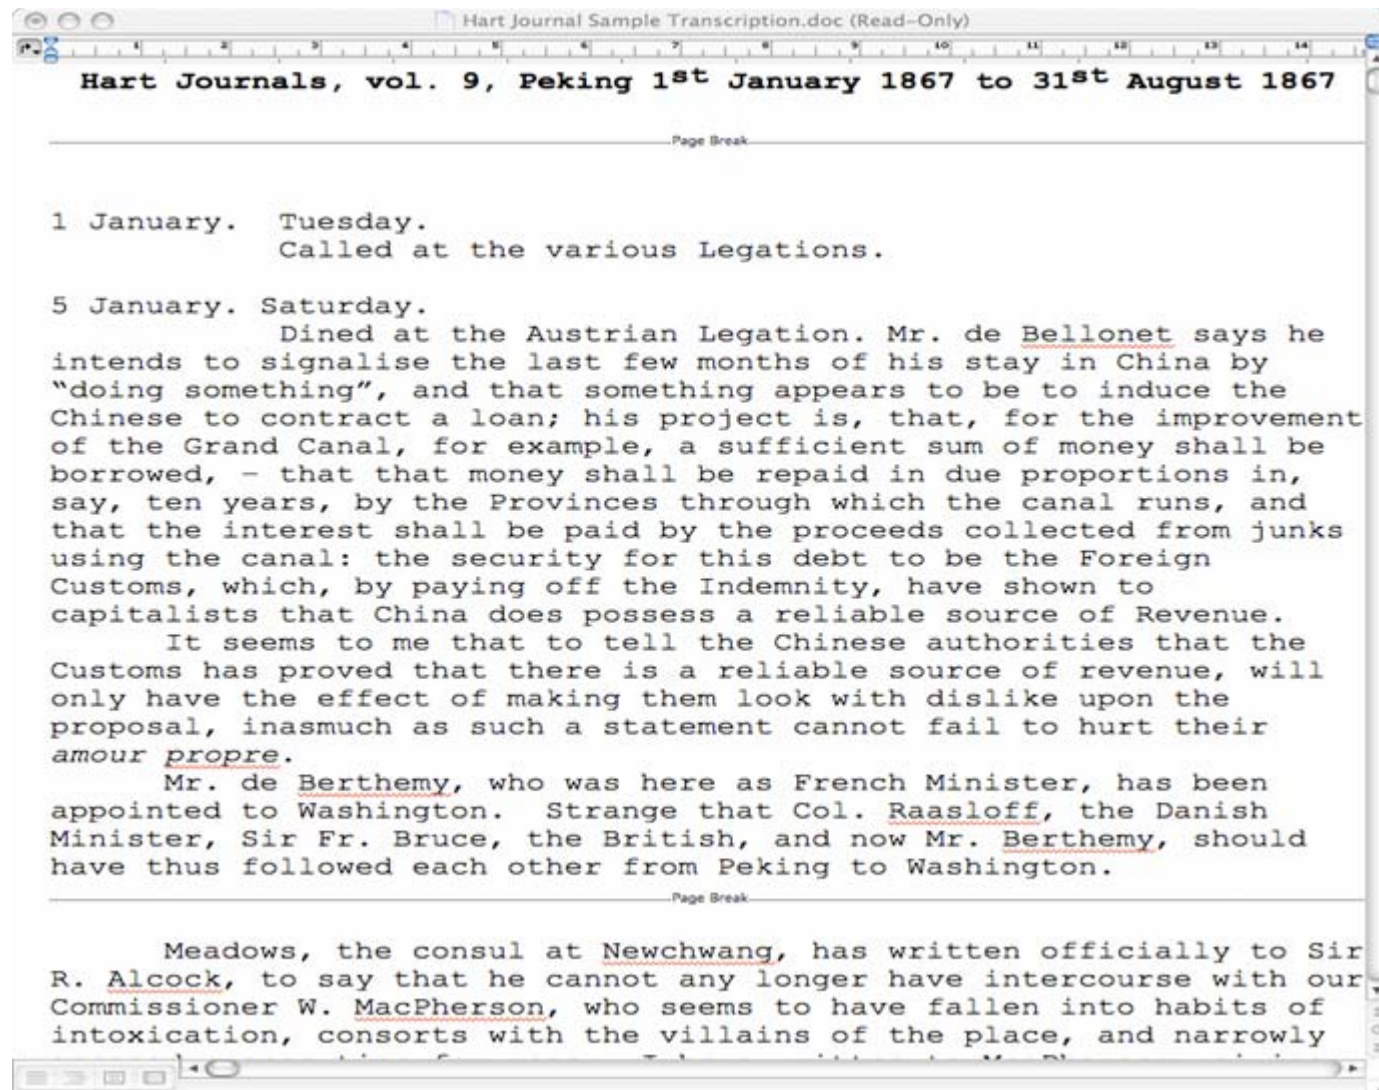 Hart Journal Sample Transcription.doc (Read-Only)
1 2 3 4 5 6 7 8 9 10 11 12 13 14
Hart Journals, vol. 9, Peking 1st January 1867 to 31st August 1867
Page Break
1 January. Tuesday.
Called at the various Legations.
5 January. Saturday.
Dined at the Austrian Legation. Mr. de Bellonet says he
intends to signalise the last few months of his stay in China by
“doing something”, and that something appears to be to induce the
Chinese to contract a loan; his project is, that, for the improvement
of the Grand Canal, for example, a sufficient sum of money shall be
borrowed, – that that money shall be repaid in due proportions in,
say, ten years, by the Provinces through which the canal runs, and
that the interest shall be paid by the proceeds collected from junks
using the canal: the security for this debt to be the Foreign
Customs, which, by paying off the Indemnity, have shown to
capitalists that China does possess a reliable source of Revenue.
It seems to me that to tell the Chinese authorities that the
Customs has proved that there is a reliable source of revenue, will
only have the effect of making them look with dislike upon the
proposal, inasmuch as such a statement cannot fail to hurt their
amour propre.
Mr. de Berthemy, who was here as French Minister, has been
appointed to Washington. Strange that Col. Raasloff, the Danish
Minister, Sir Fr. Bruce, the British, and now Mr. Berthemy, should
have thus followed each other from Peking to Washington.
Page Break
Meadows, the consul at Newchwang, has written officially to Sir
R. Alcock, to say that he cannot any longer have intercourse with our
Commissioner W. MacPherson, who seems to have fallen into habits of
intoxication, consorts with the villains of the place, and narrowly